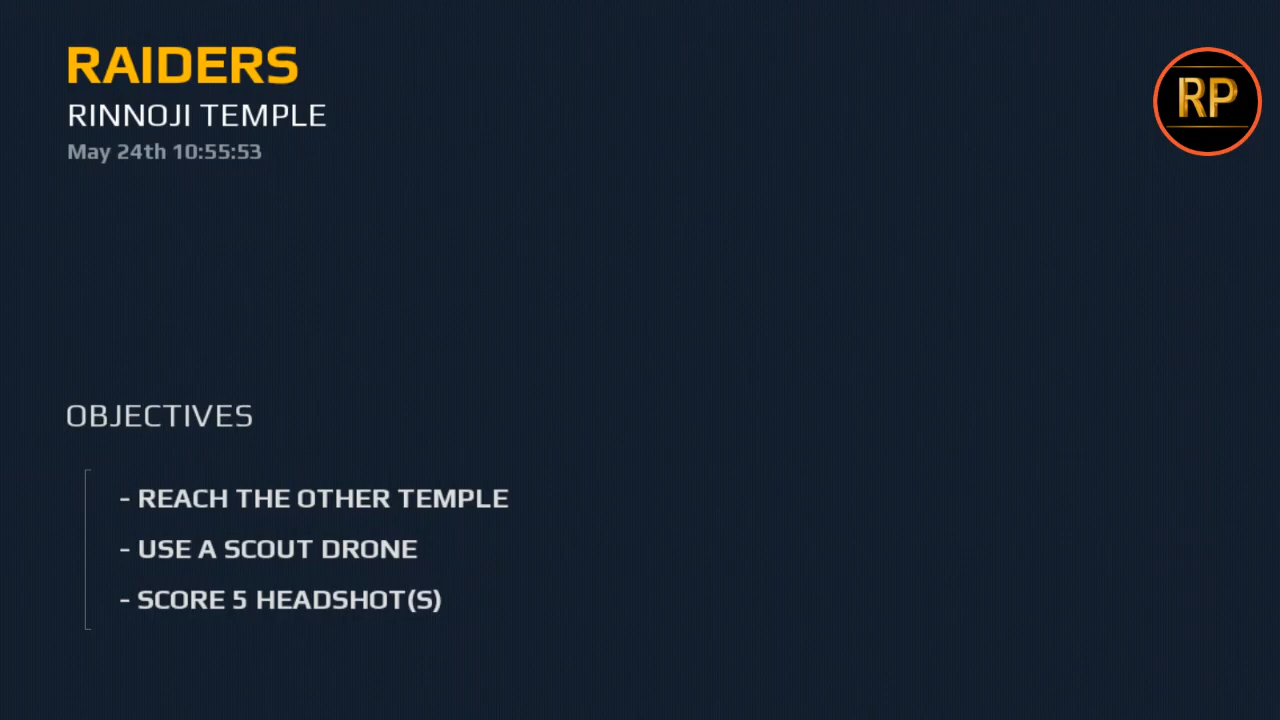 RAIDERS
RINNOJI TEMPLE
May 24th 10:55:53
RP
OBJECTIVES
- REACH THE OTHER TEMPLE
- USE A SCOUT DRONE
- SCORE 5 HEADSHOT(S)